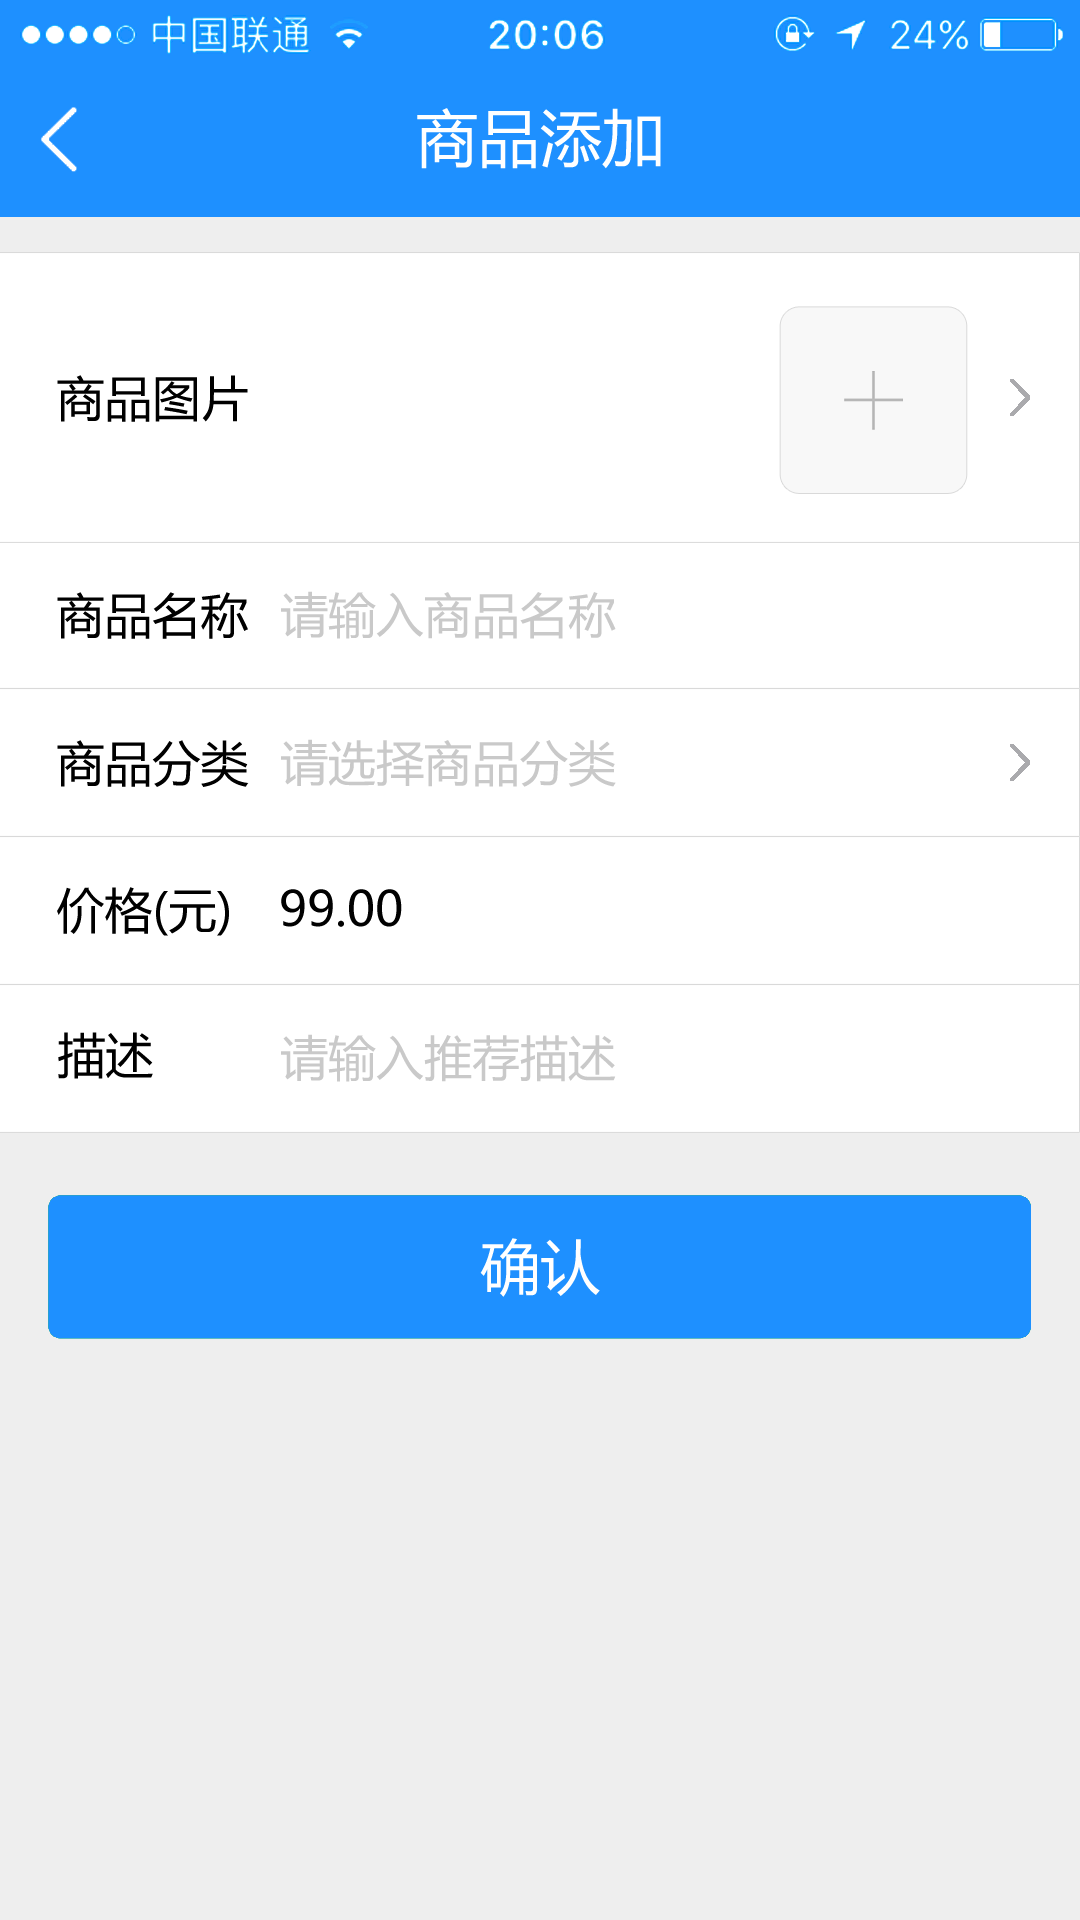 中国联通 20:06 24%
商品添加
商品图片
商品名称 请输入商品名称
商品分类 请选择商品分类
价格(元) 99.00
描述 请输入推荐描述
确认